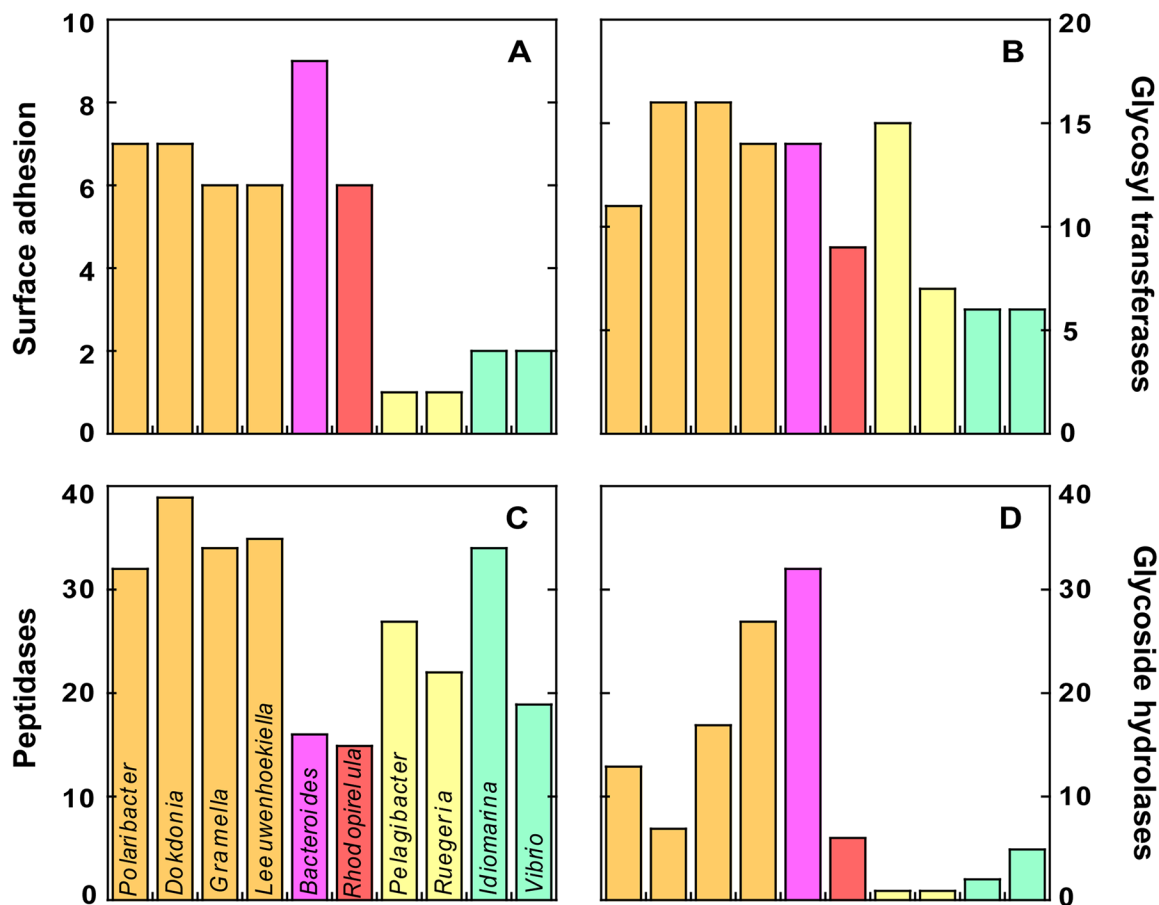 A
10
8
6
4
2
0
Surface adhesion
B
20
15
10
5
0
Glycosyl transferases
C
40
30
20
10
0
Peptidases
Polaribacter
Dokdonia
Gramella
Leeuwenhoekiella
Bacteroides
Rhodopirelula
Pelagibacter
Ruegeria
Idiomarina
Vibrio
D
40
30
20
10
0
Glycoside hydrolases